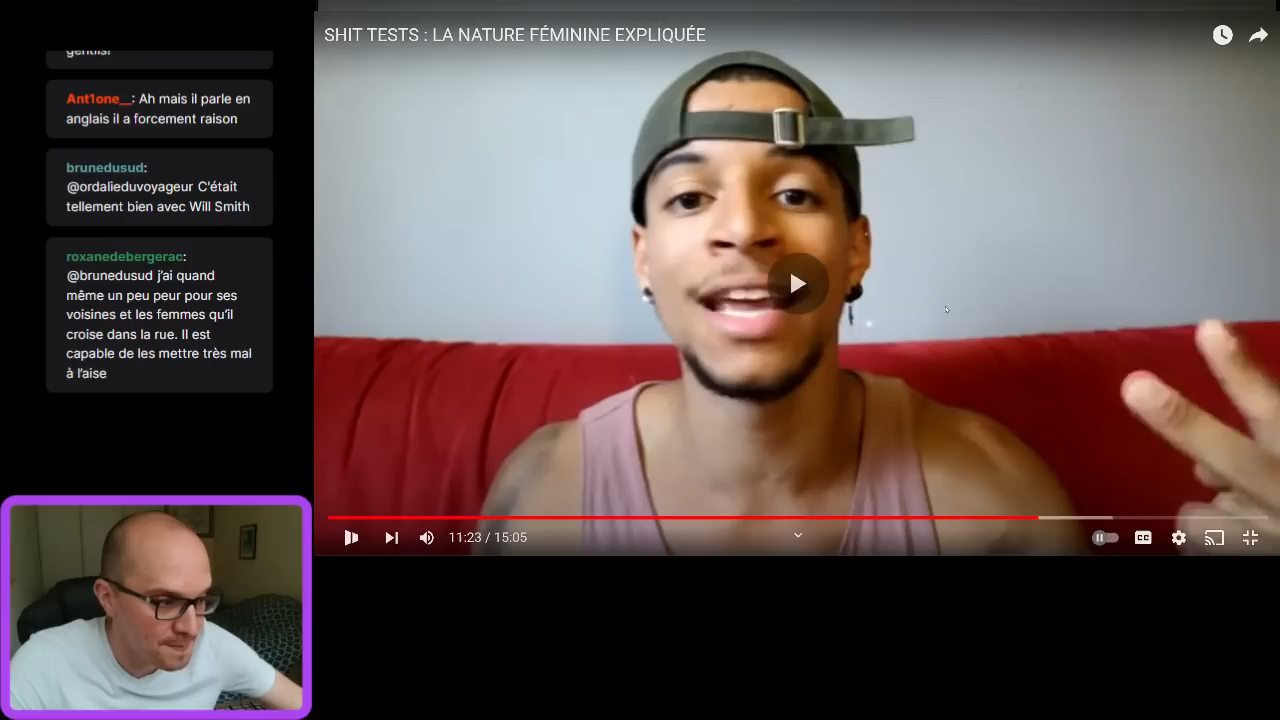 SHIT TESTS : LA NATURE FÉMININE EXPLIQUÉE
Ant1one__: Ah mais il parle en
anglais il a forcement raison
brunedusud:
@ordalieduvoyageur C'était
tellement bien avec Will Smith
roxanedebergerac:
@brunedusud j'ai quand
même un peu peur pour ses
voisines et les femmes qu'il
croise dans la rue. Il est
capable de les mettre très mal
à l'aise
11:23 / 15:05
CC